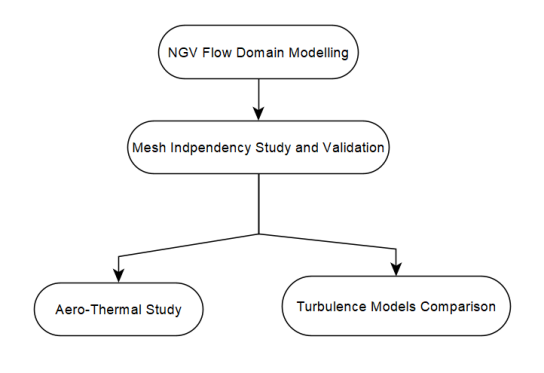 NGV Flow Domain Modelling
Mesh Indpendency Study and Validation
Aero-Thermal Study
Turbulence Models Comparison